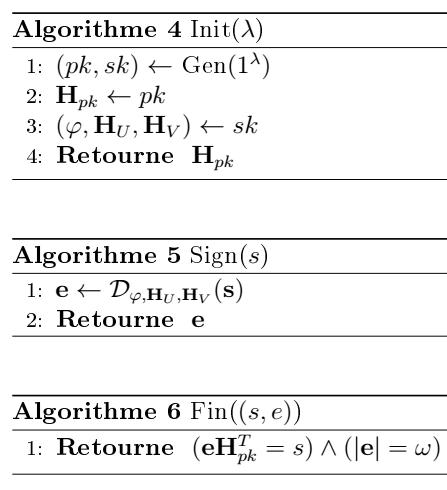 Algorithme 4 Init(λ)
1: (pk, sk) ← Gen(1^λ)
2: H_pk ← pk
3: (φ, H_U, H_V) ← sk
4: Retourne H_pk
Algorithme 5 Sign(s)
1: e ← D_φ,H_U,H_V(s)
2: Retourne e
Algorithme 6 Fin((s, e))
1: Retourne (eH_pk^T = s) ∧ (|e| = ω)